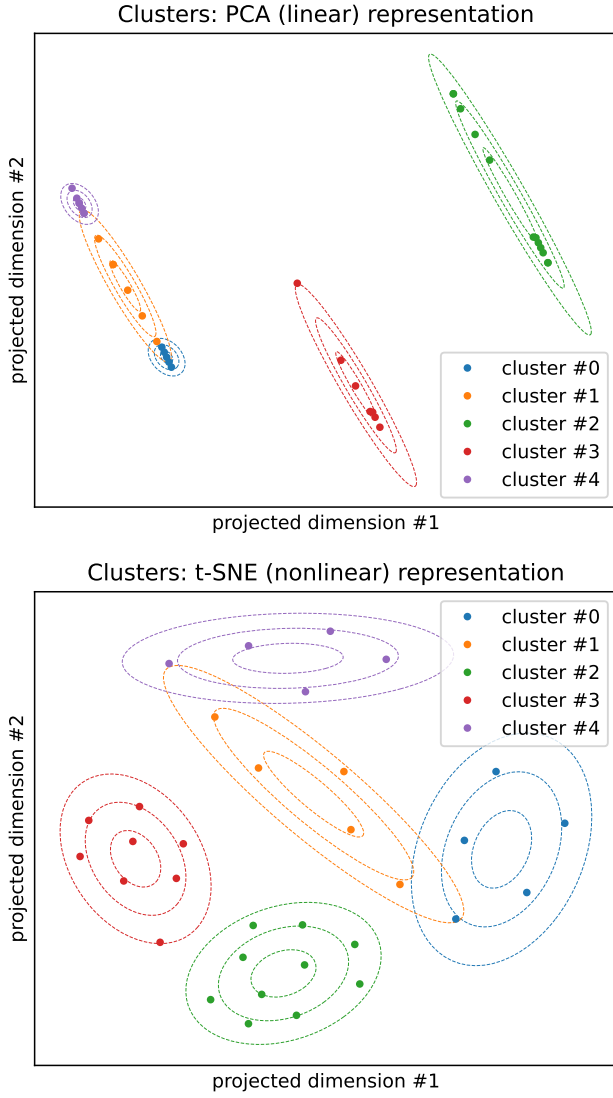 Clusters: PCA (linear) representation
projected dimension #2
cluster #0
cluster #1
cluster #2
cluster #3
cluster #4
projected dimension #1
Clusters: t-SNE (nonlinear) representation
projected dimension #2
cluster #0
cluster #1
cluster #2
cluster #3
cluster #4
projected dimension #1